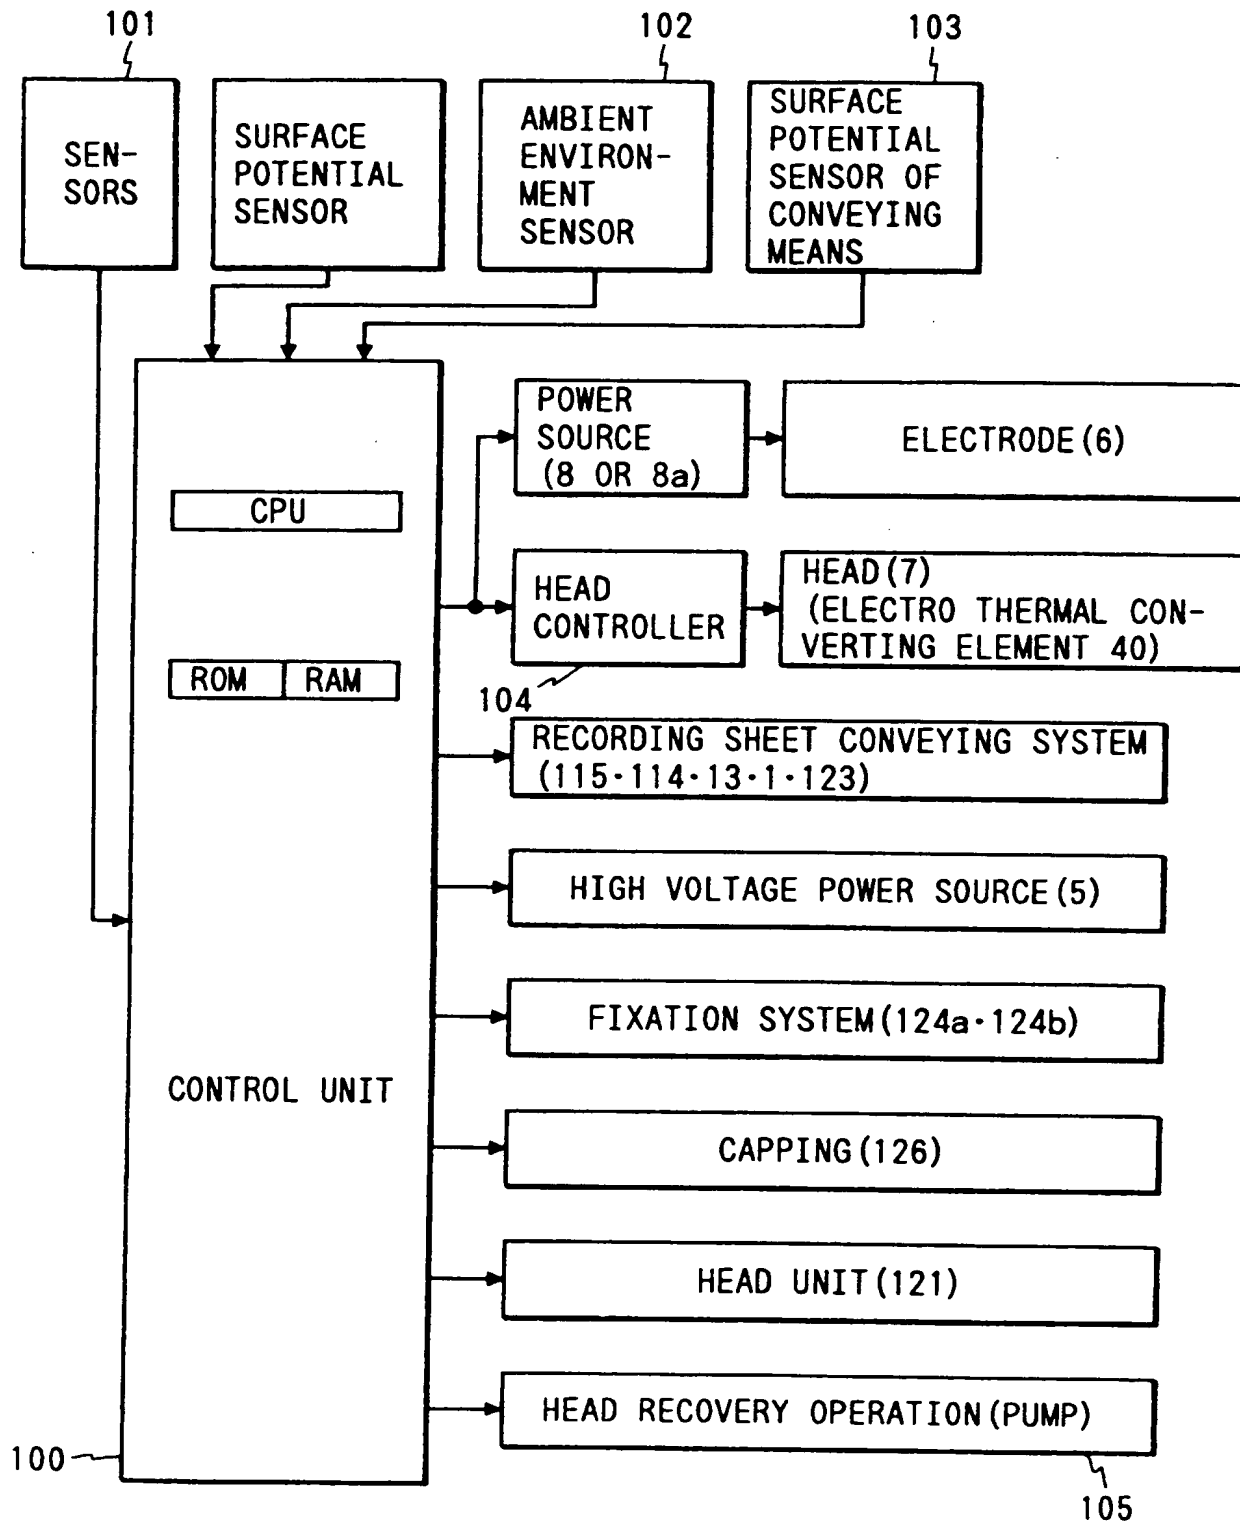 101
102
103
SEN-
SORS
SURFACE
POTENTIAL
SENSOR
AMBIENT
ENVIRON-
MENT
SENSOR
SURFACE
POTENTIAL
SENSOR OF
CONVEYING
MEANS
POWER
SOURCE
(8 OR 8a)
ELECTRODE(6)
CPU
HEAD
CONTROLLER
HEAD(7)
(ELECTRO THERMAL CON-
VERTING ELEMENT 40)
ROM
RAM
104
RECORDING SHEET CONVEYING SYSTEM
(115·114·13·1·123)
HIGH VOLTAGE POWER SOURCE(5)
FIXATION SYSTEM(124a·124b)
CONTROL UNIT
CAPPING(126)
HEAD UNIT(121)
HEAD RECOVERY OPERATION(PUMP)
100
105